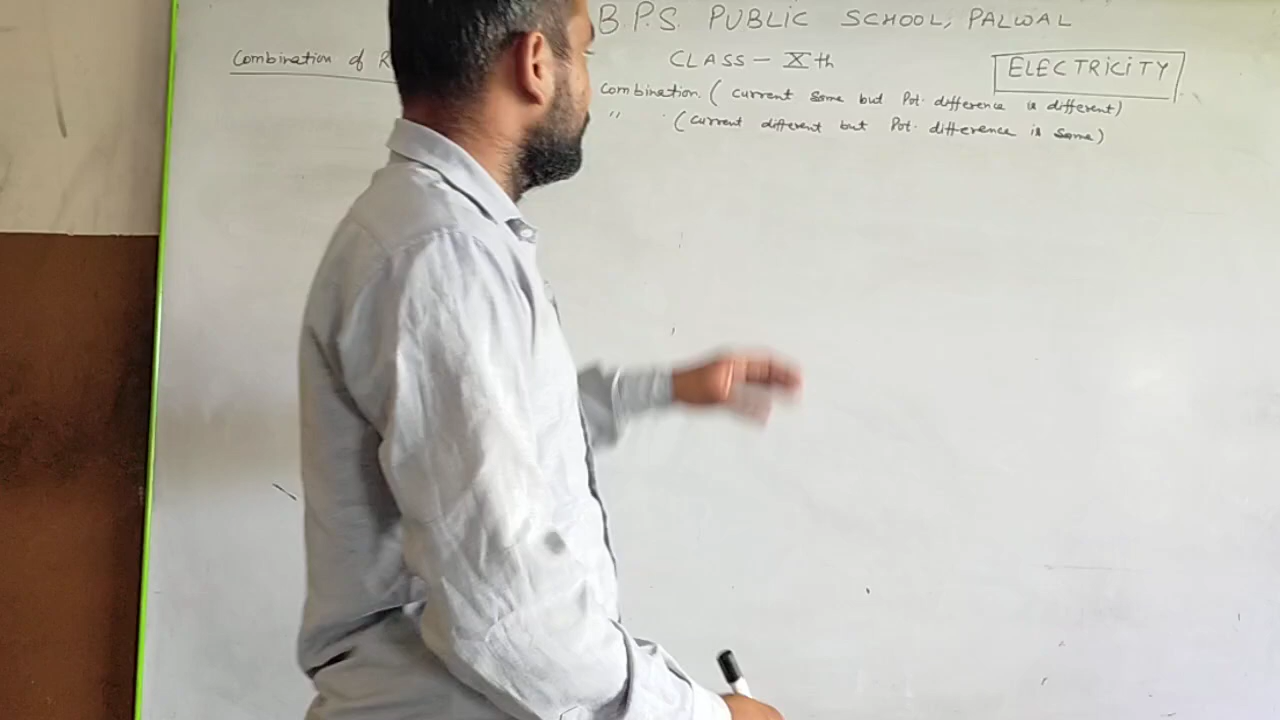 B.P.S. PUBLIC SCHOOL, PALWAL
CLASS - Xth
ELECTRICITY
Combination of R
Combination. ( current same but Pot. difference is different)
" (current different but Pot. difference is same)